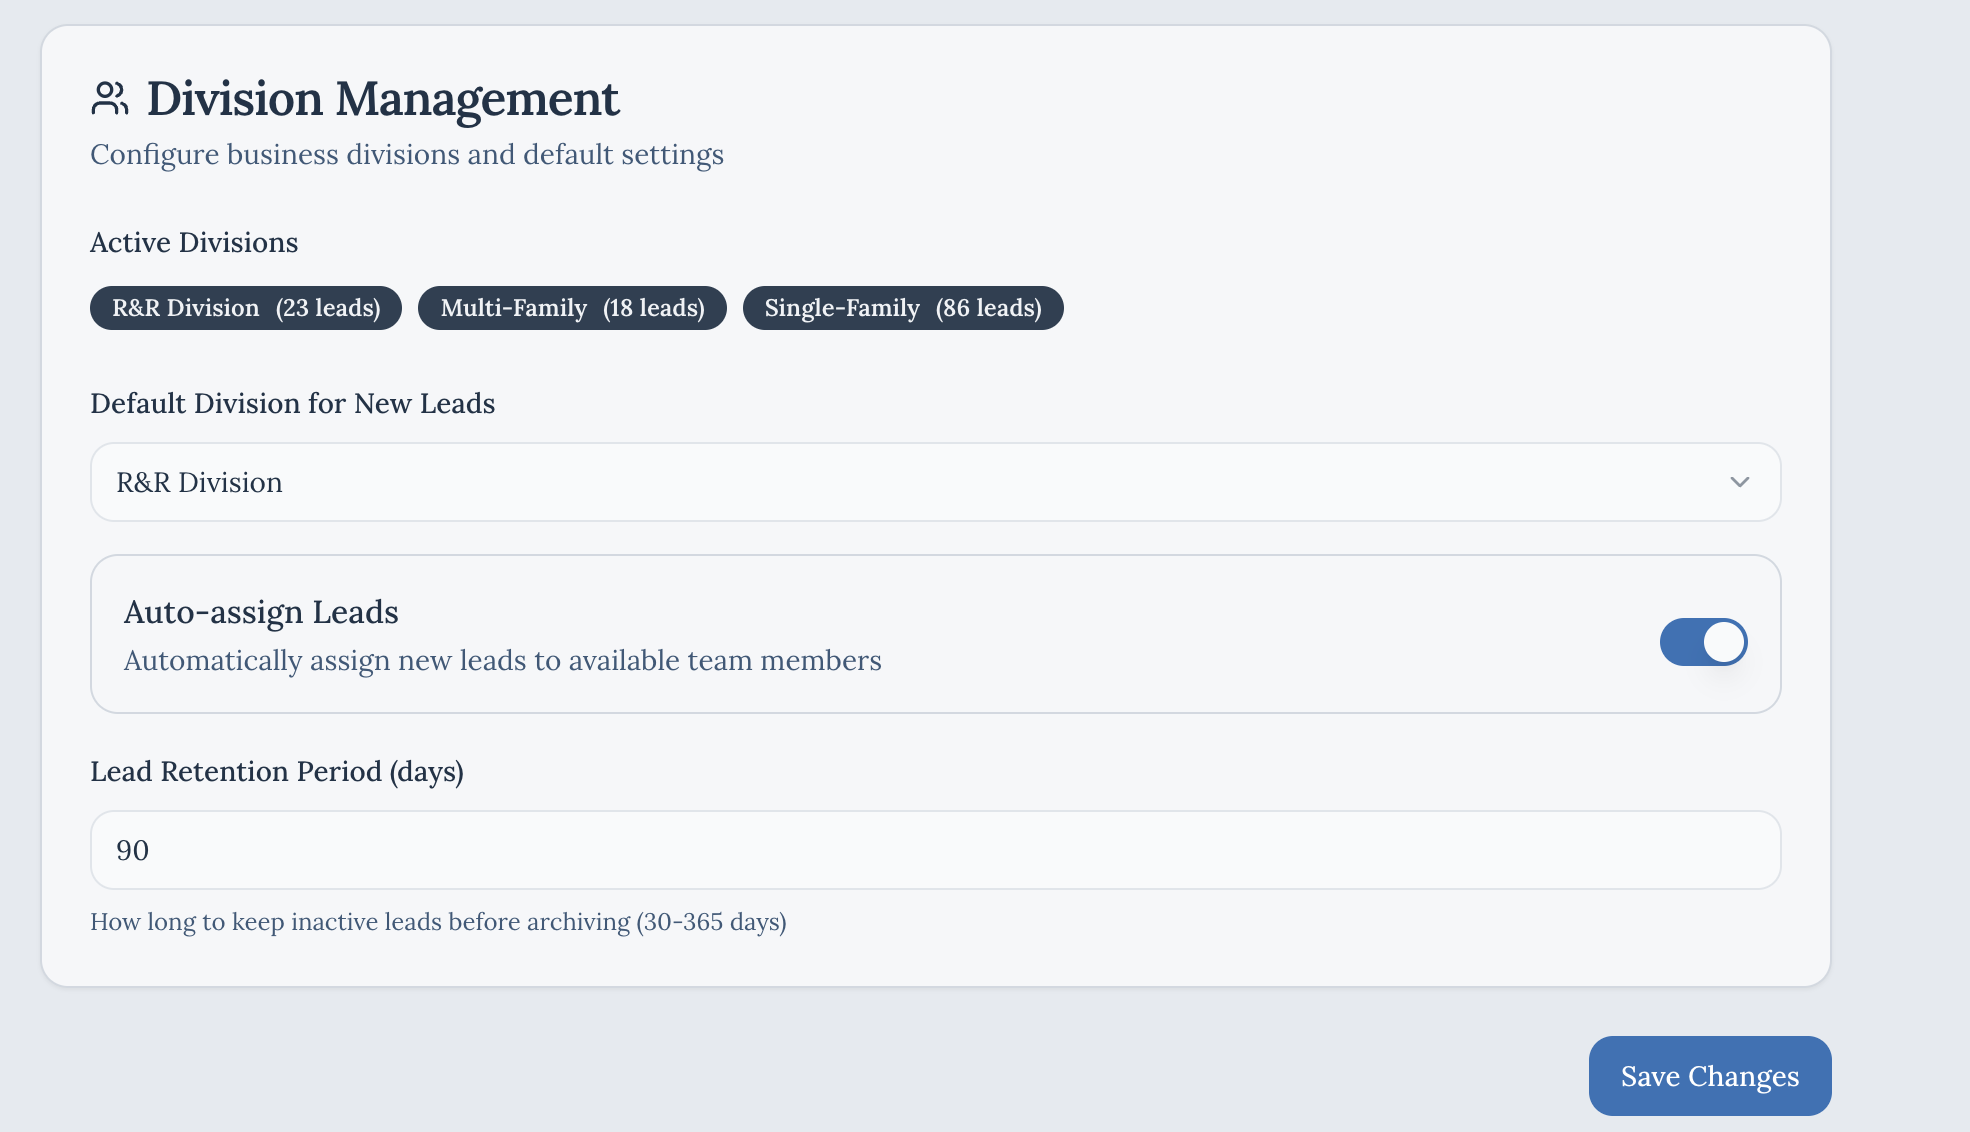 Division Management
Configure business divisions and default settings
Active Divisions
R&R Division (23 leads) Multi-Family (18 leads) Single-Family (86 leads)
Default Division for New Leads
R&R Division
Auto-assign Leads
Automatically assign new leads to available team members
Lead Retention Period (days)
90
How long to keep inactive leads before archiving (30-365 days)
Save Changes